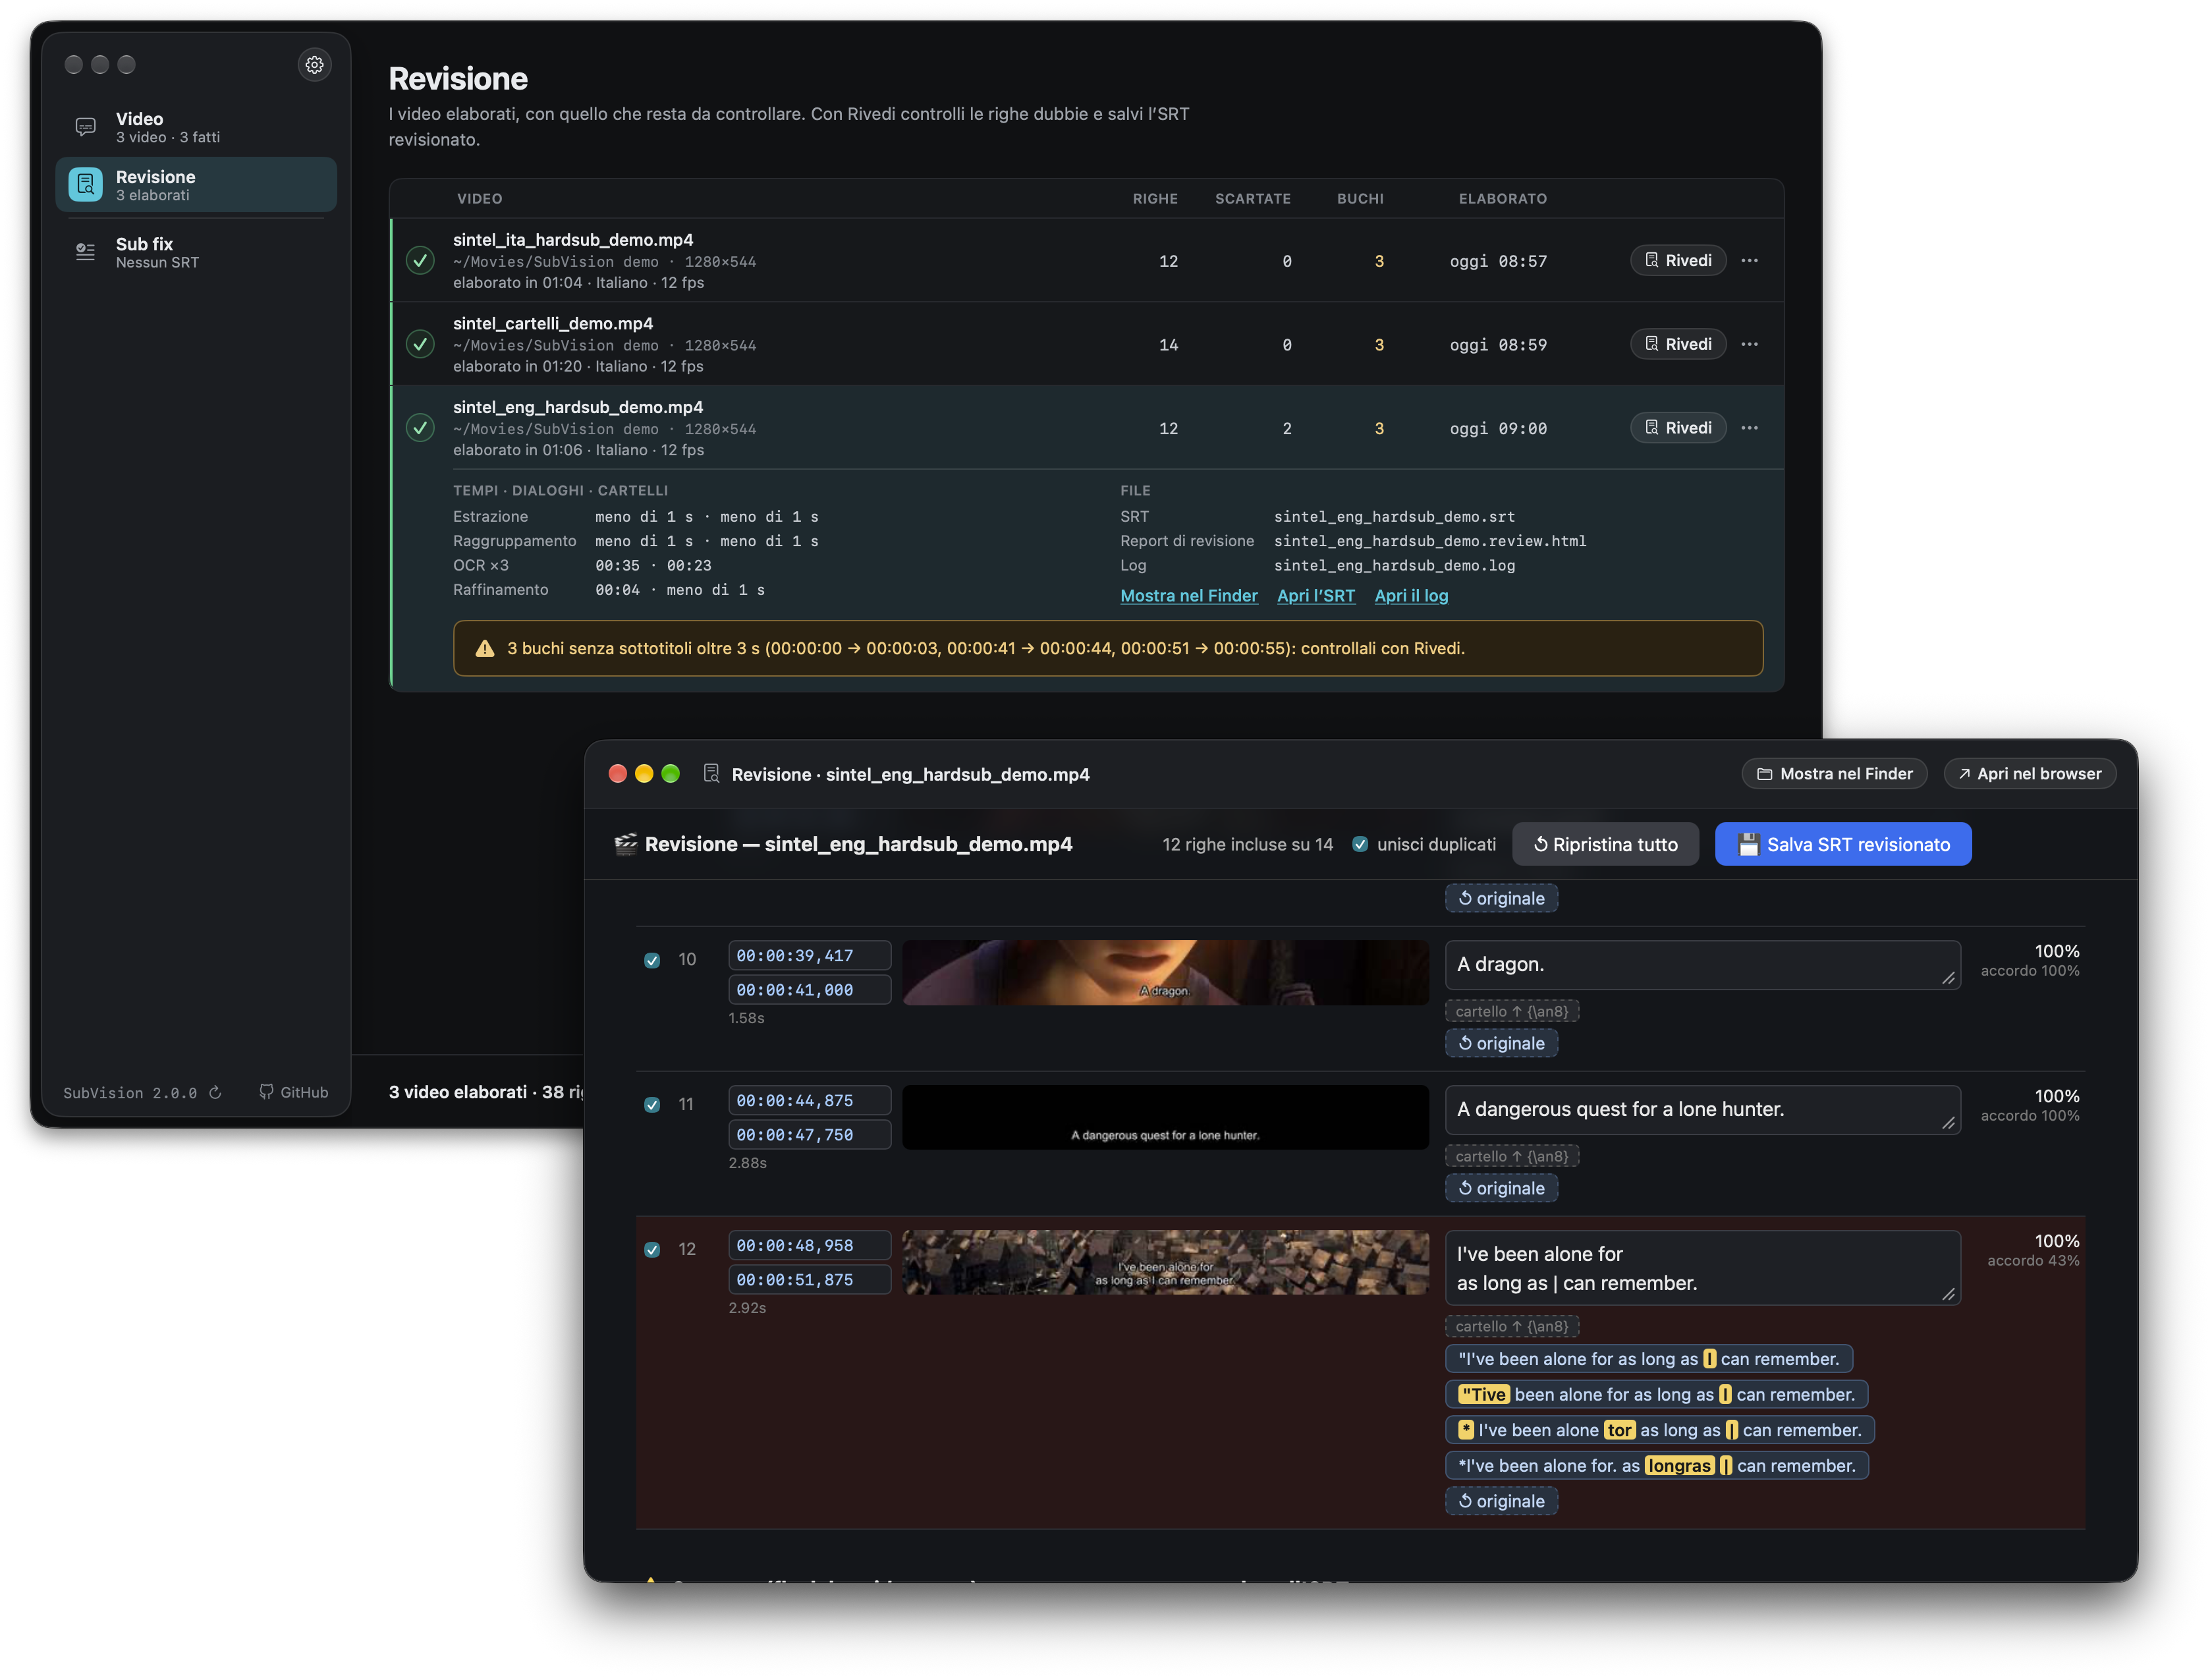 Video
3 video · 3 fatti
Revisione
3 elaborati
Sub fix
Nessun SRT
SubVision 2.0.0
GitHub
Revisione
I video elaborati, con quello che resta da controllare. Con Rivedi controlli le righe dubbie e salvi l’SRT
revisionato.
VIDEO RIGHE SCARTATE BUCHI ELABORATO
sintel_ita_hardsub_demo.mp4
~/Movies/SubVision demo · 1280×544
elaborato in 01:04 · Italiano · 12 fps
12 0 3 oggi 08:57 Rivedi
sintel_cartelli_demo.mp4
~/Movies/SubVision demo · 1280×544
elaborato in 01:20 · Italiano · 12 fps
14 0 3 oggi 08:59 Rivedi
sintel_eng_hardsub_demo.mp4
~/Movies/SubVision demo · 1280×544
elaborato in 01:06 · Italiano · 12 fps
12 2 3 oggi 09:00 Rivedi
TEMPI · DIALOGHI · CARTELLI
Estrazione meno di 1 s · meno di 1 s
Raggruppamento meno di 1 s · meno di 1 s
OCR ×3 00:35 · 00:23
Raffinamento 00:04 · meno di 1 s
FILE
SRT sintel_eng_hardsub_demo.srt
Report di revisione sintel_eng_hardsub_demo.review.html
Log sintel_eng_hardsub_demo.log
Mostra nel Finder Apri l’SRT Apri il log
3 buchi senza sottotitoli oltre 3 s (00:00:00 → 00:00:03, 00:00:41 → 00:00:44, 00:00:51 → 00:00:55): controllali con Rivedi.
3 video elaborati · 38
Revisione · sintel_eng_hardsub_demo.mp4
Mostra nel Finder
Apri nel browser
Revisione — sintel_eng_hardsub_demo.mp4
12 righe incluse su 14
unisci duplicati
Ripristina tutto
Salva SRT revisionato
originale
10
00:00:39,417
00:00:41,000
1.58s
A dragon.
A dragon.
100%
accordo 100%
cartello ↑ {\an8}
originale
11
00:00:44,875
00:00:47,750
2.88s
A dangerous quest for a lone hunter.
A dangerous quest for a lone hunter.
100%
accordo 100%
cartello ↑ {\an8}
originale
12
00:00:48,958
00:00:51,875
2.92s
I've been alone for
as long as I can remember.
I've been alone for
as long as | can remember.
100%
accordo 43%
cartello ↑ {\an8}
"I've been alone for as long as I can remember.
"Tive been alone for as long as I can remember.
* I've been alone tor as long as | can remember.
*I've been alone for. as longras | can remember.
originale